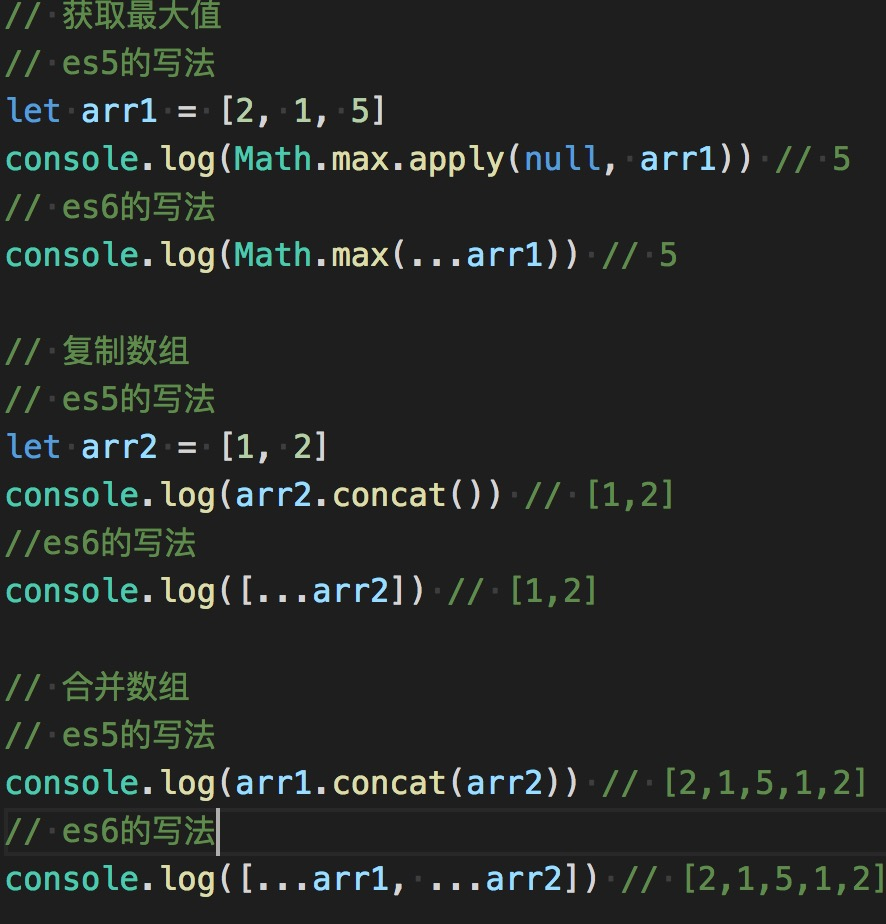 // 获取最大值
// es5的写法
let arr1 = [2, 1, 5]
console.log(Math.max.apply(null, arr1)) // 5
// es6的写法
console.log(Math.max(...arr1)) // 5
// 复制数组
// es5的写法
let arr2 = [1, 2]
console.log(arr2.concat()) // [1,2]
//es6的写法
console.log([...arr2]) // [1,2]
// 合并数组
// es5的写法
console.log(arr1.concat(arr2)) // [2,1,5,1,2]
// es6的写法
console.log([...arr1, ...arr2]) // [2,1,5,1,2]